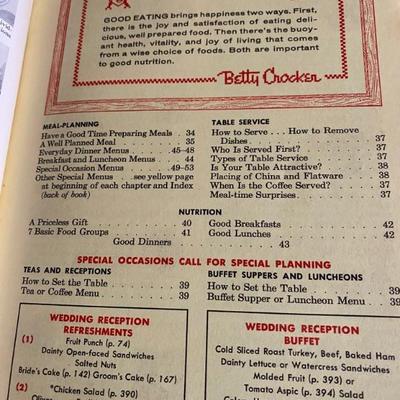 GOOD EATING brings happiness two ways. First,
there is the joy and satisfaction of eating deli-
cious, well prepared food. Then there's the buoy-
ant health, vitality, and joy of living that comes
from a wise choice of foods. Both are important
to good nutrition.
Betty Crocker
MEAL-PLANNING
Have a Good Time Preparing Meals . 34
A Well Planned Meal . . . . . 35
Everyday Dinner Menus . . . . 45-48
Breakfast and Luncheon Menus . . . 44
Special Occasion Menus . . . . 49-53
Other Special Menus . . . see yellow page
at beginning of each chapter and Index
(back of book)
TABLE SERVICE
How to Serve . . . How to Remove
Dishes . . . . . . . . . 37
Who Is Served First? . . . . . 37
Types of Table Service . . . . . 37
Is Your Table Attractive? . . . . 38
Placing of China and Flatware . . 38
When Is the Coffee Served? . . . . 37
Meal-time Surprises . . . . . . 37
NUTRITION
A Priceless Gift . . . . . . 40
7 Basic Food Groups . . . . . 41
Good Breakfasts . . . . . . 42
Good Lunches . . . . . . . 42
Good Dinners . . . . . . . 43
SPECIAL OCCASIONS CALL FOR SPECIAL PLANNING
TEAS AND RECEPTIONS
How to Set the Table . . . . . . 39
Tea or Coffee Menu . . . . . . 39
BUFFET SUPPERS AND LUNCHEONS
How to Set the Table . . . . . . 39
Buffet Supper or Luncheon Menu . . . 39
WEDDING RECEPTION
REFRESHMENTS
(1) Fruit Punch (p. 74)
Dainty Open-faced Sandwiches
Salted Nuts
Bride's Cake (p. 142) Groom's Cake (p. 167)
(2) *Chicken Salad (p. 390)
WEDDING RECEPTION
BUFFET
Cold Sliced Roast Turkey, Beef, Baked Ham
Dainty Lettuce or Watercress Sandwiches
Molded Fruit (p. 393) or
Tomato Aspic (p. 394) Salad